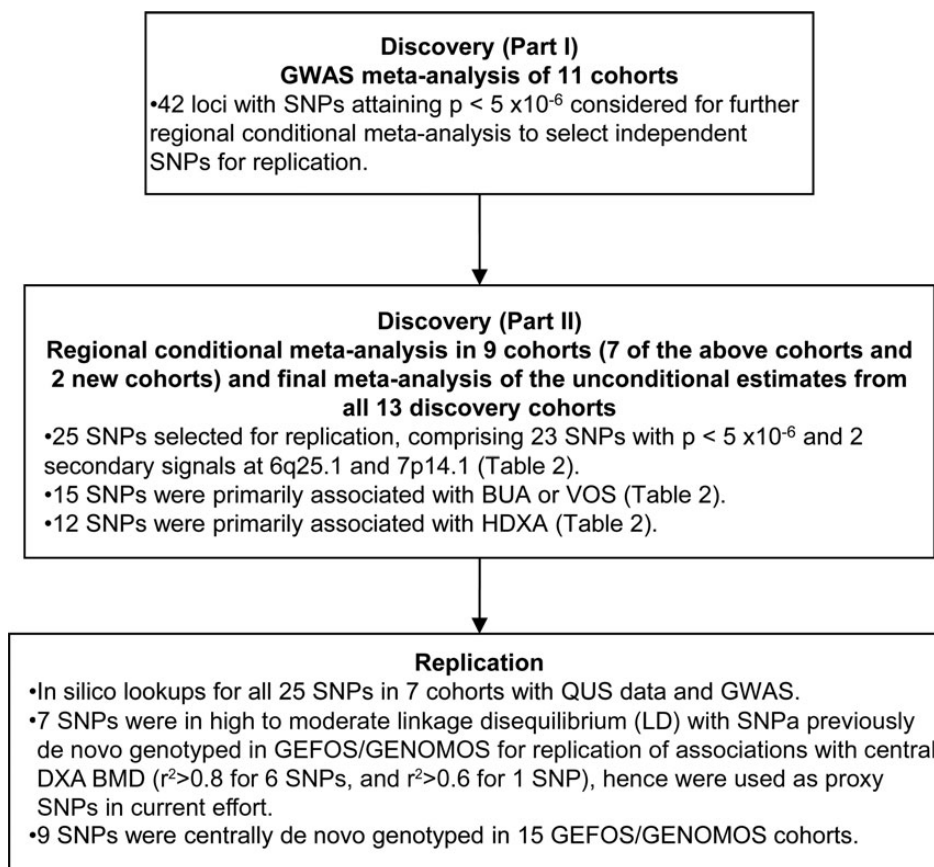 Discovery (Part I)
GWAS meta-analysis of 11 cohorts
•42 loci with SNPs attaining p < 5 x10⁻⁶ considered for further
regional conditional meta-analysis to select independent
SNPs for replication.
Discovery (Part II)
Regional conditional meta-analysis in 9 cohorts (7 of the above cohorts and
2 new cohorts) and final meta-analysis of the unconditional estimates from
all 13 discovery cohorts
•25 SNPs selected for replication, comprising 23 SNPs with p < 5 x10⁻⁶ and 2
secondary signals at 6q25.1 and 7p14.1 (Table 2).
•15 SNPs were primarily associated with BUA or VOS (Table 2).
•12 SNPs were primarily associated with HDXA (Table 2).
Replication
•In silico lookups for all 25 SNPs in 7 cohorts with QUS data and GWAS.
•7 SNPs were in high to moderate linkage disequilibrium (LD) with SNPa previously
de novo genotyped in GEFOS/GENOMOS for replication of associations with central
DXA BMD (r²>0.8 for 6 SNPs, and r²>0.6 for 1 SNP), hence were used as proxy
SNPs in current effort.
•9 SNPs were centrally de novo genotyped in 15 GEFOS/GENOMOS cohorts.